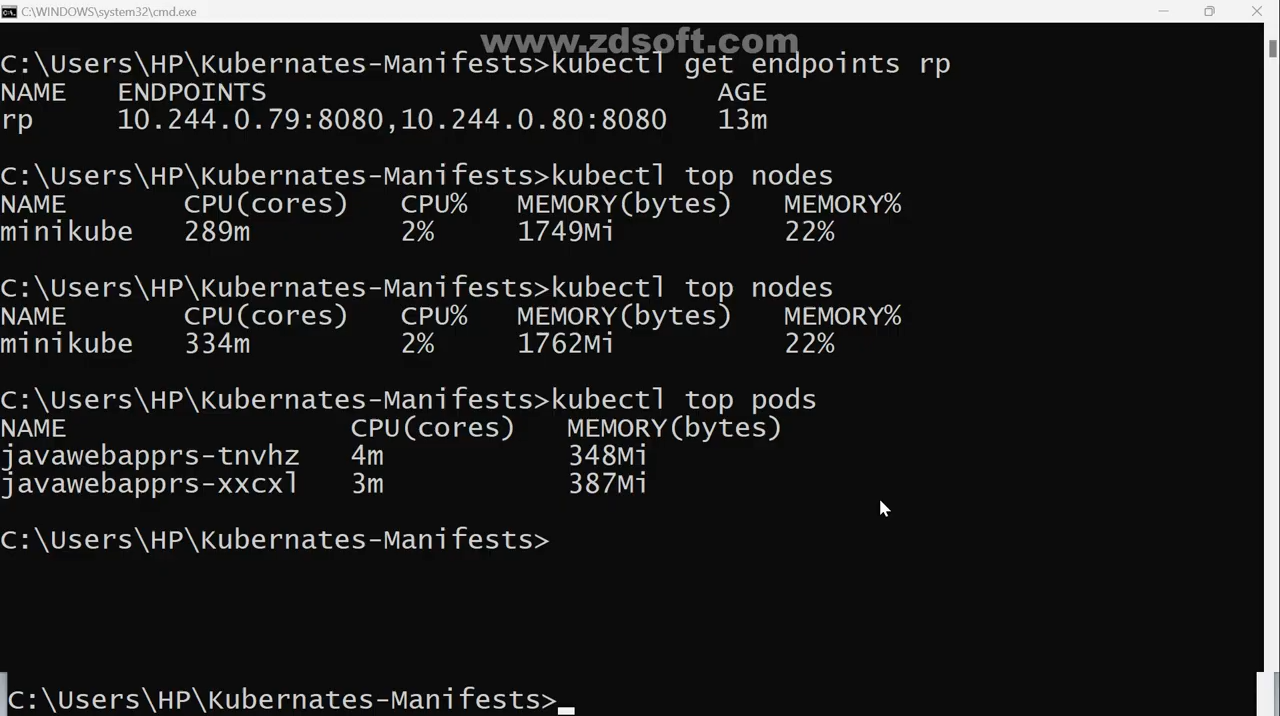 C:\WINDOWS\system32\cmd.exe
www.zdsoft.com
C:\Users\HP\Kubernates-Manifests>kubectl get endpoints rp
NAME ENDPOINTS AGE
rp 10.244.0.79:8080,10.244.0.80:8080 13m
C:\Users\HP\Kubernates-Manifests>kubectl top nodes
NAME CPU(cores) CPU% MEMORY(bytes) MEMORY%
minikube 289m 2% 1749Mi 22%
C:\Users\HP\Kubernates-Manifests>kubectl top nodes
NAME CPU(cores) CPU% MEMORY(bytes) MEMORY%
minikube 334m 2% 1762Mi 22%
C:\Users\HP\Kubernates-Manifests>kubectl top pods
NAME CPU(cores) MEMORY(bytes)
javawebapprs-tnvhz 4m 348Mi
javawebapprs-xxcxl 3m 387Mi
C:\Users\HP\Kubernates-Manifests>
C:\Users\HP\Kubernates-Manifests>_